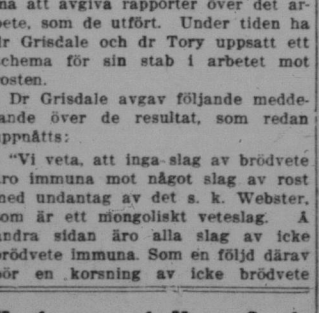 na att avgiva rapporter över det ar-
bete, som de utfört. Under tiden ha
dr Grisdale och dr Tory uppsatt ett
schema för sin stab i arbetet mot
rosten.
Dr Grisdale avgav följande medde-
ande över de resultat, som redan
uppnåtts:
"Vi veta, att inga slag av brödvete
äro immuna mot något slag av rost
med undantag av det s. k. Webster,
som är ett mongoliskt veteslag. Å
andra sidan äro alla slag av icke
brödvete immuna. Som en följd därav
bör en korsning av icke brödvete